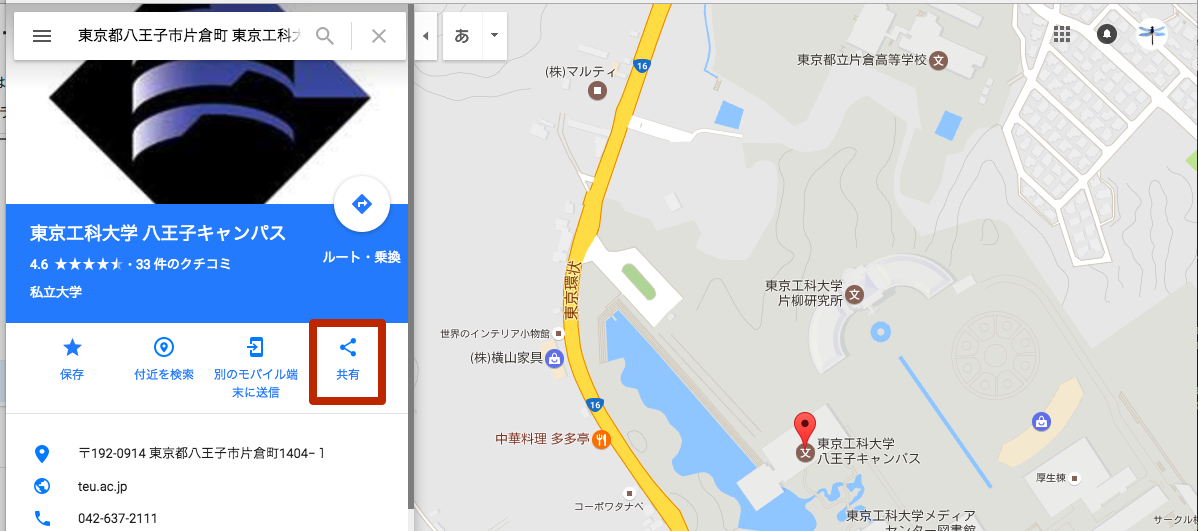 東京都八王子市片倉町 東京工科大
あ
東京工科大学 八王子キャンパス
4.6 ★★★★★・33 件のクチコミ
ルート・乗換
私立大学
保存
付近を検索
別のモバイル端
末に送信
共有
〒192-0914 東京都八王子市片倉町1404− 1
teu.ac.jp
042-637-2111
東京都立片倉高等学校
文
(株)マルティ
16
東京環状
東京工科大学
片柳研究所
文
世界のインテリア小物館
(株)横山家具
16
中華料理 多多亭
東京工科大学
八王子キャンパス
文
厚生棟
コーポワタナベ
東京工科大学メディア
センター図書館
サークル棟